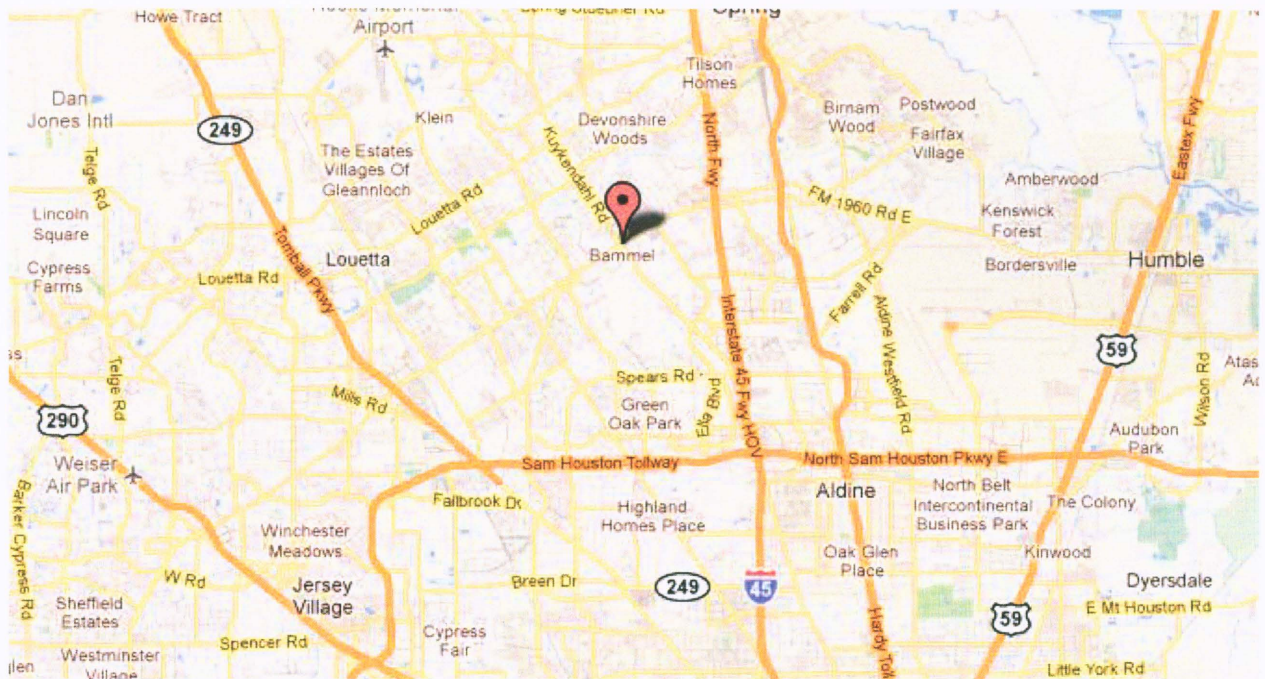 Howe Tract
Airport
Spring
Tilson
Homes
Dan
Jones Intl
249
Klein
Devonshire
Woods
Birnam
Wood
Postwood
Fairfax
Village
Eastex Fwy
Telge Rd
The Estates
Villages Of
Gleannloch
Kuykendahl Rd
North Fwy
Amberwood
Louetta Rd
FM 1960 Rd E
Kenswick
Forest
Lincoln
Square
Tomball Pkwy
Louetta
Bammel
Bordersville
Humble
Cypress
Farms
Louetta Rd
Farrell Rd
Interstate 45 Fwy HOV
Aldine Westfield Rd
59
Telge Rd
Wilson Rd
Atas
Mills Rd
Spears Rd
Ella Blvd
Green
Oak Park
290
Audubon
Park
Weiser
Air Park
Sam Houston Tollway
North Sam Houston Pkwy E
Barker Cypress Rd
Fallbrook Dr
Aldine
North Belt
Intercontinental
Business Park
The Colony
Highland
Homes Place
Winchester
Meadows
Oak Glen
Place
Kinwood
W Rd
Jersey
Village
Breen Dr
249
45
Dyersdale
Sheffield
Estates
59
E Mt Houston Rd
Hardy Toll
Spencer Rd
Cypress
Fair
Westminster
Village
Little York Rd